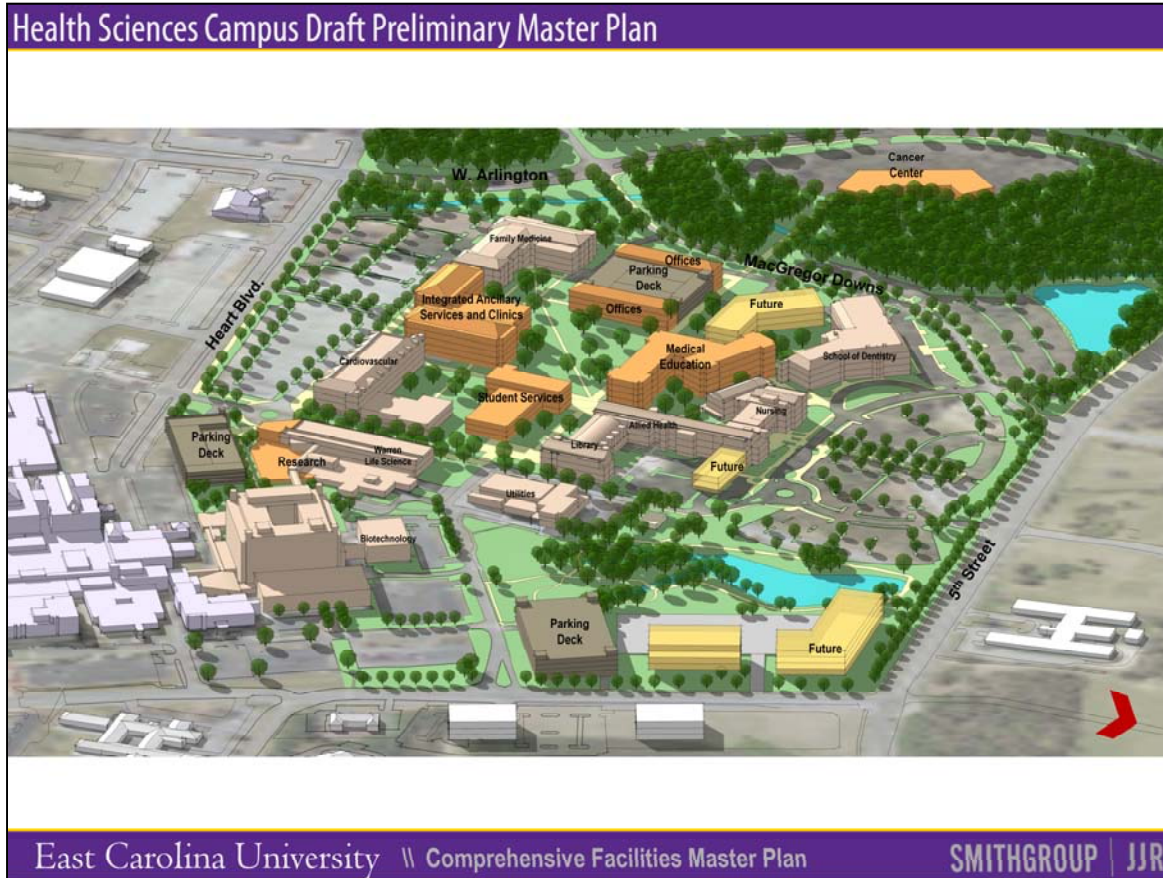 Health Sciences Campus Draft Preliminary Master Plan
W. Arlington
Cancer
Center
Family Medicine
Offices
Parking
Deck
MacGregor Downs
Heart Blvd.
Integrated Ancillary
Services and Clinics
Offices
Future
Cardiovascular
Medical
Education
School of Dentistry
Student Services
Nursing
Allied Health
Library
Parking
Deck
Research
Warren
Life Science
Future
Utilities
Biotechnology
5th Street
Parking
Deck
Future
East Carolina University \\ Comprehensive Facilities Master Plan
SMITHGROUP | JJR